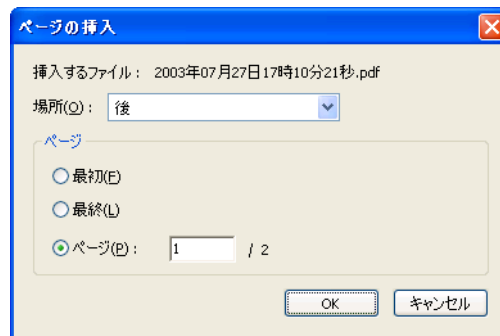 ページの挿入
挿入するファイル： 2003年07月27日17時10分21秒.pdf
場所(O)： 後
ページ
最初(F)
最終(L)
ページ(P)： 1 / 2
OK キャンセル